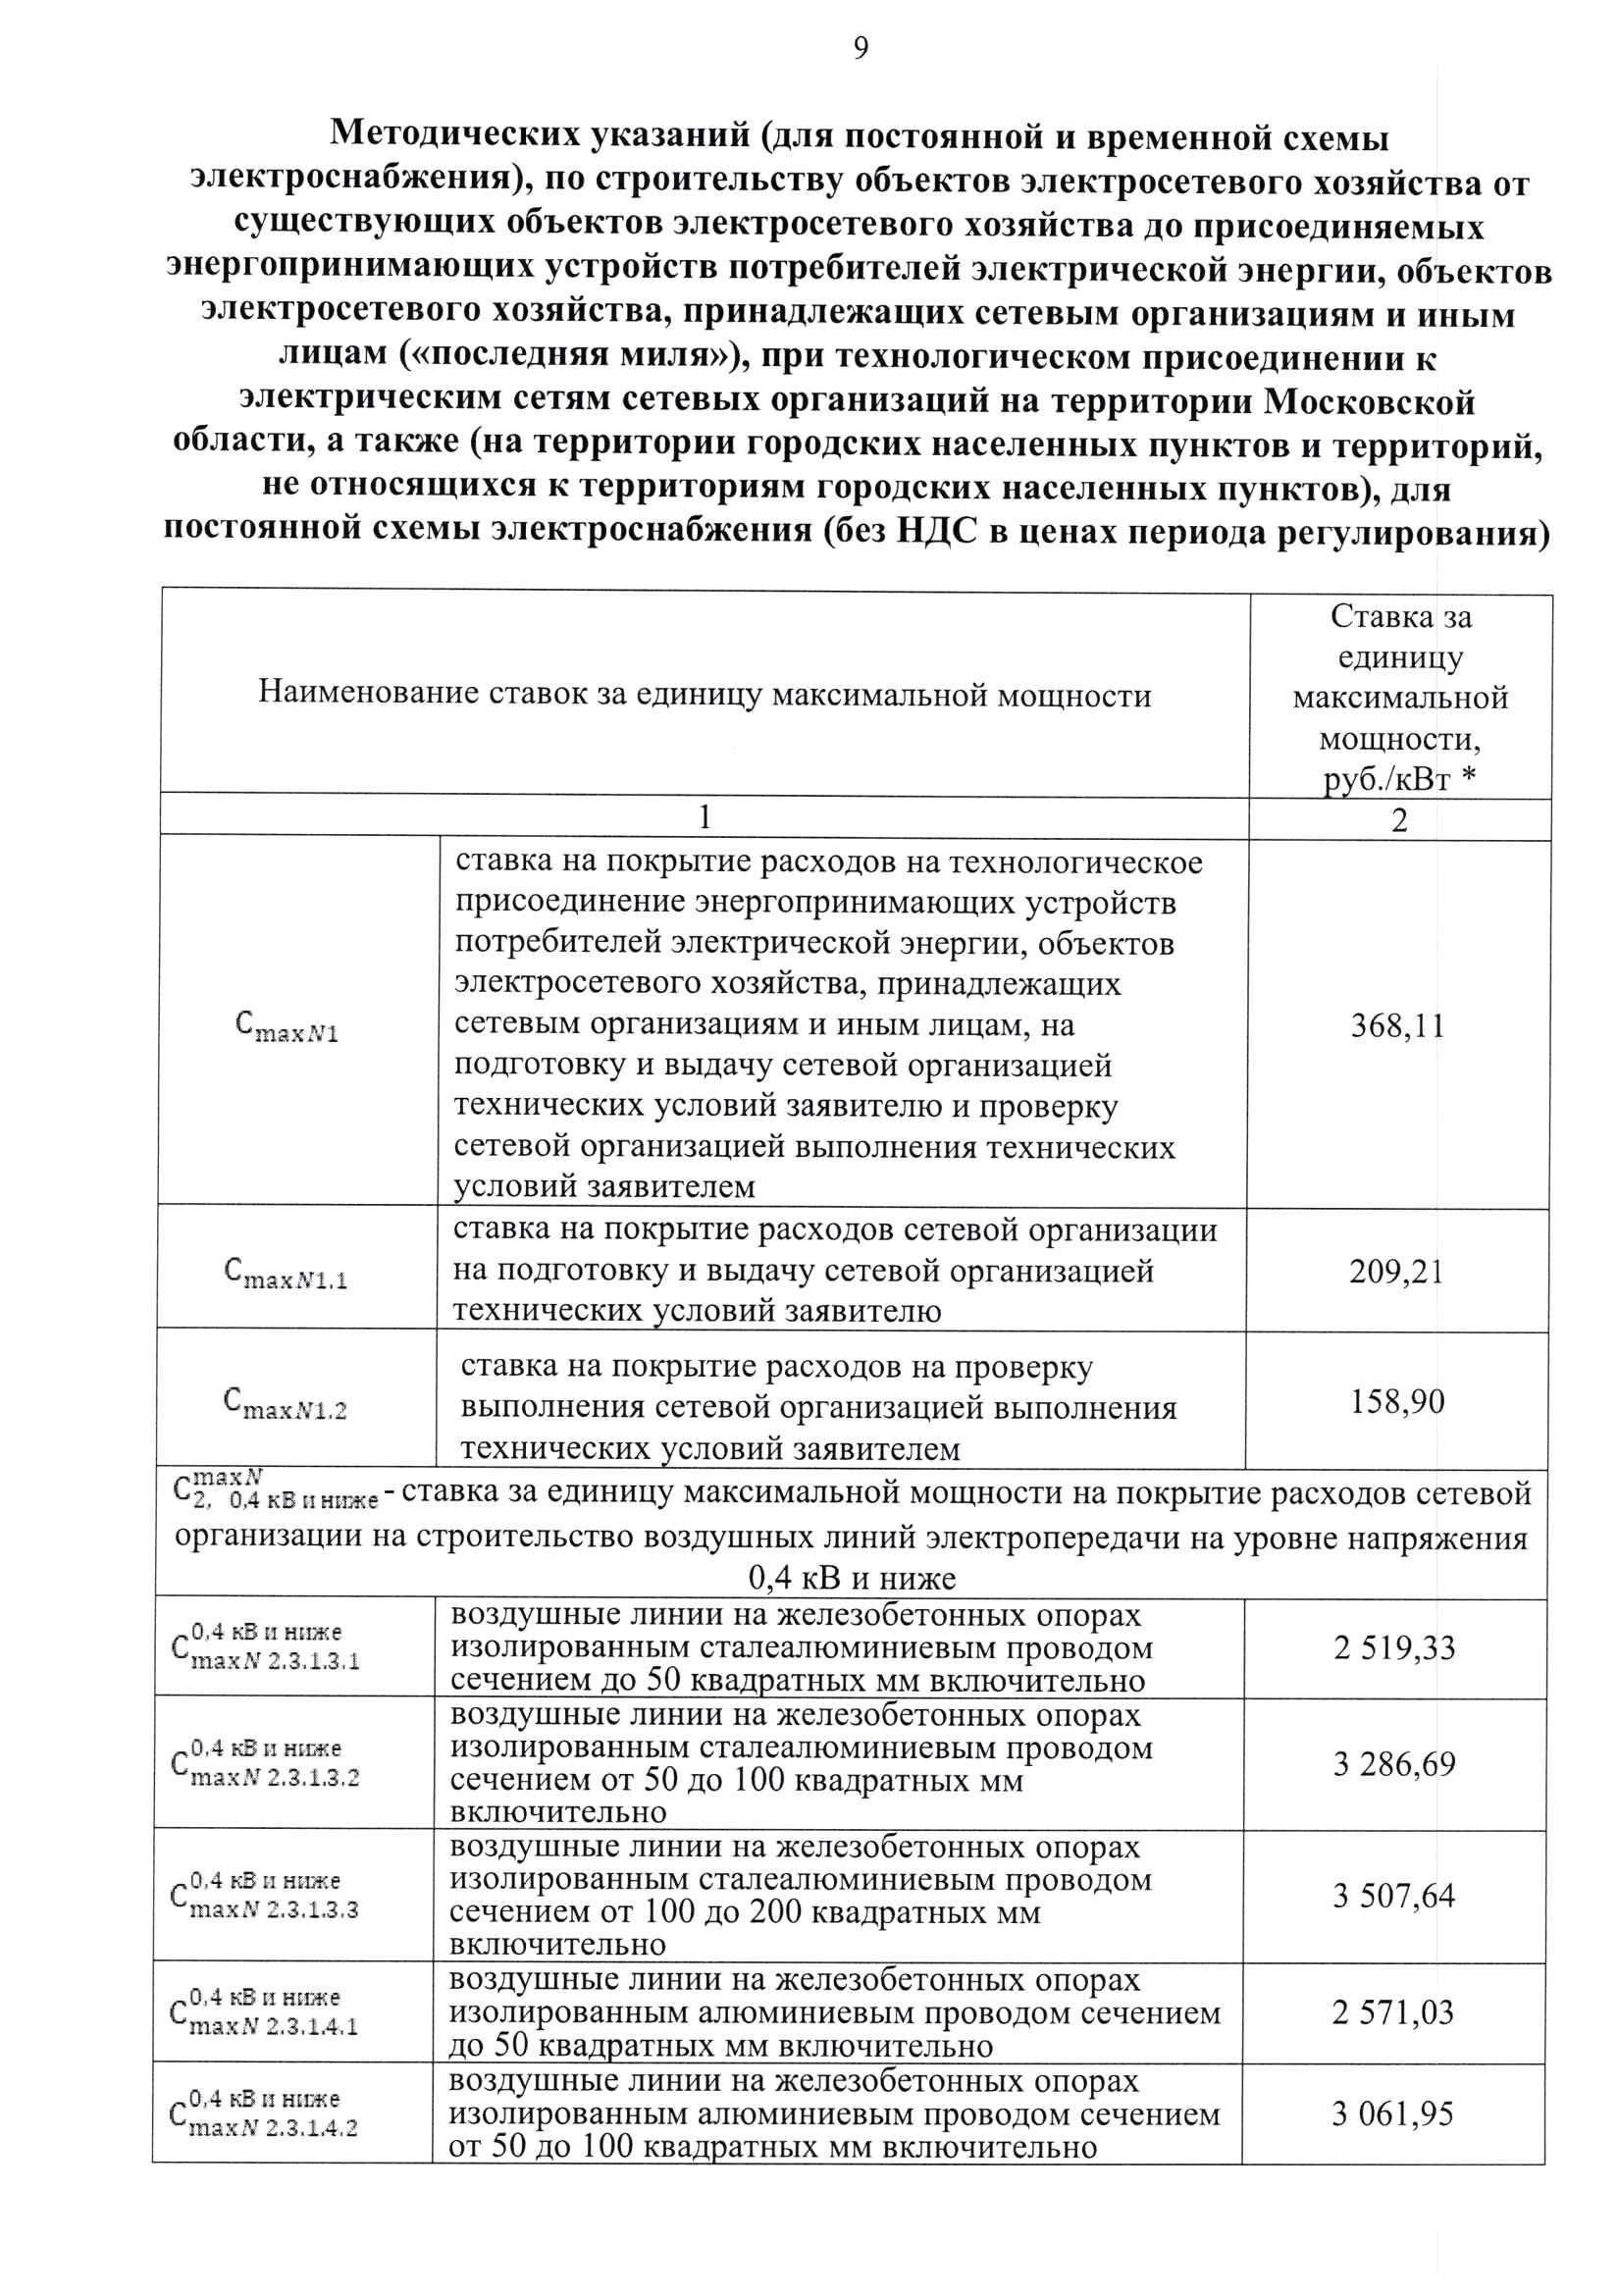 9
Методических указаний (для постоянной и временной схемы
электроснабжения), по строительству объектов электросетевого хозяйства от
существующих объектов электросетевого хозяйства до присоединяемых
энергопринимающих устройств потребителей электрической энергии, объектов
электросетевого хозяйства, принадлежащих сетевым организациям и иным
лицам («последняя миля»), при технологическом присоединении к
электрическим сетям сетевых организаций на территории Московской
области, а также (на территории городских населенных пунктов и территорий,
не относящихся к территориям городских населенных пунктов), для
постоянной схемы электроснабжения (без НДС в ценах периода регулирования)
Наименование ставок за единицу максимальной мощности
Ставка за
единицу
максимальной
мощности,
руб./кВт *
1
2
C maxN1
ставка на покрытие расходов на технологическое
присоединение энергопринимающих устройств
потребителей электрической энергии, объектов
электросетевого хозяйства, принадлежащих
сетевым организациям и иным лицам, на
подготовку и выдачу сетевой организацией
технических условий заявителю и проверку
сетевой организацией выполнения технических
условий заявителем
368,11
C maxN1.1
ставка на покрытие расходов сетевой организации
на подготовку и выдачу сетевой организацией
технических условий заявителю
209,21
C maxN1.2
ставка на покрытие расходов на проверку
выполнения сетевой организацией выполнения
технических условий заявителем
158,90
C maxN 2, 0,4 кВ и ниже - ставка за единицу максимальной мощности на покрытие расходов сетевой
организации на строительство воздушных линий электропередачи на уровне напряжения
0,4 кВ и ниже
C 0,4 кВ и ниже
maxN 2.3.1.3.1
воздушные линии на железобетонных опорах
изолированным сталеалюминиевым проводом
сечением до 50 квадратных мм включительно
2 519,33
C 0,4 кВ и ниже
maxN 2.3.1.3.2
воздушные линии на железобетонных опорах
изолированным сталеалюминиевым проводом
сечением от 50 до 100 квадратных мм
включительно
3 286,69
C 0,4 кВ и ниже
maxN 2.3.1.3.3
воздушные линии на железобетонных опорах
изолированным сталеалюминиевым проводом
сечением от 100 до 200 квадратных мм
включительно
3 507,64
C 0,4 кВ и ниже
maxN 2.3.1.4.1
воздушные линии на железобетонных опорах
изолированным алюминиевым проводом сечением
до 50 квадратных мм включительно
2 571,03
C 0,4 кВ и ниже
maxN 2.3.1.4.2
воздушные линии на железобетонных опорах
изолированным алюминиевым проводом сечением
от 50 до 100 квадратных мм включительно
3 061,95